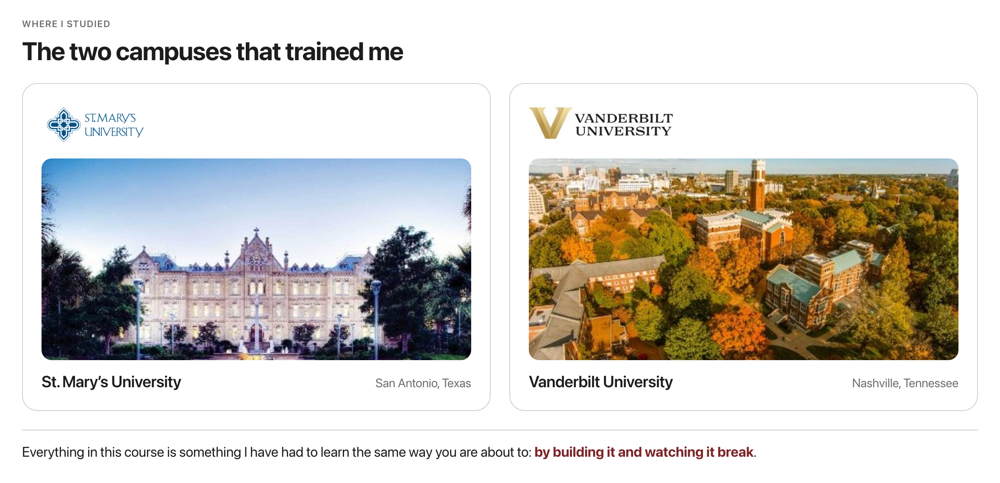 WHERE I STUDIED
The two campuses that trained me
ST. MARY'S
UNIVERSITY
VANDERBILT
UNIVERSITY
St. Mary’s University
San Antonio, Texas
Vanderbilt University
Nashville, Tennessee
Everything in this course is something I have had to learn the same way you are about to: by building it and watching it break.